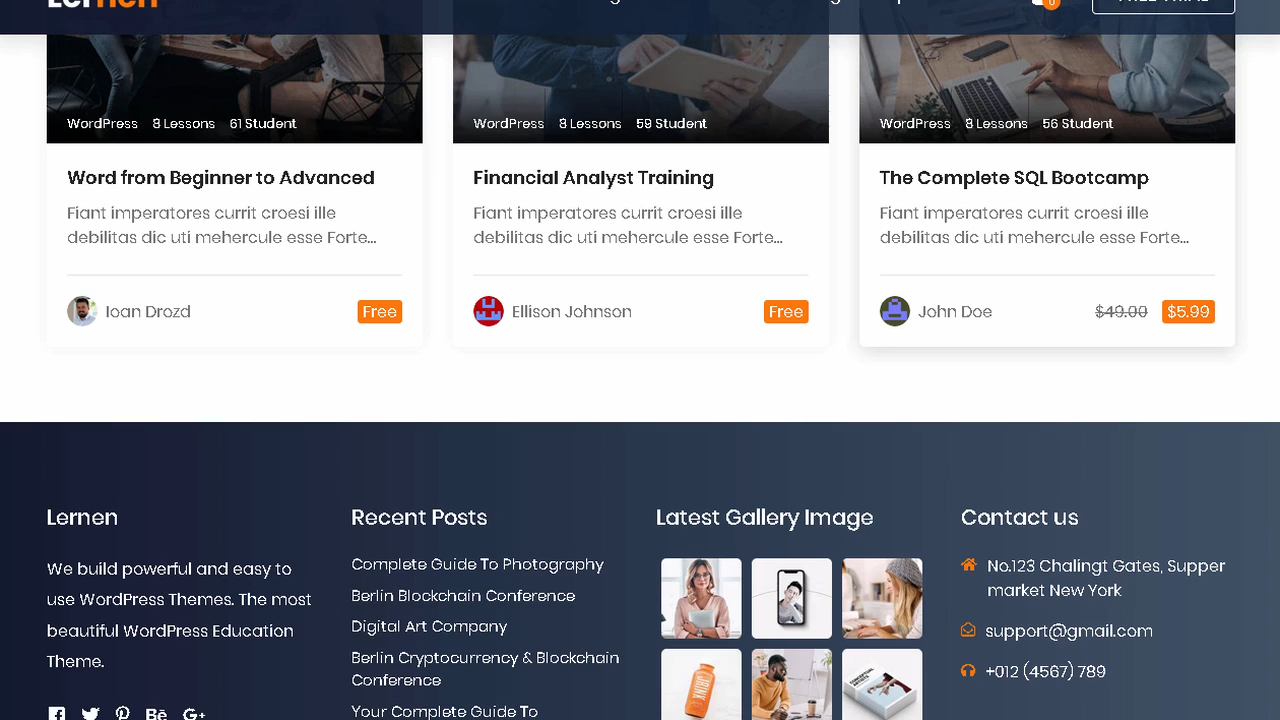 Lernen
0
FREE TRIAL
WordPress 8 Lessons 61 Student
WordPress 8 Lessons 59 Student
WordPress 8 Lessons 56 Student
Word from Beginner to Advanced
Financial Analyst Training
The Complete SQL Bootcamp
Fiant imperatores currit croesi ille
debilitas dic uti mehercule esse Forte...
Fiant imperatores currit croesi ille
debilitas dic uti mehercule esse Forte...
Fiant imperatores currit croesi ille
debilitas dic uti mehercule esse Forte...
Ioan Drozd Free
Ellison Johnson Free
John Doe $49.00 $5.99
Lernen
We build powerful and easy to
use WordPress Themes. The most
beautiful WordPress Education
Theme.
Bē G+
Recent Posts
Complete Guide To Photography
Berlin Blockchain Conference
Digital Art Company
Berlin Cryptocurrency & Blockchain
Conference
Your Complete Guide To
Latest Gallery Image
Contact us
No.123 Chalingt Gates, Supper
market New York
support@gmail.com
+012 (4567) 789